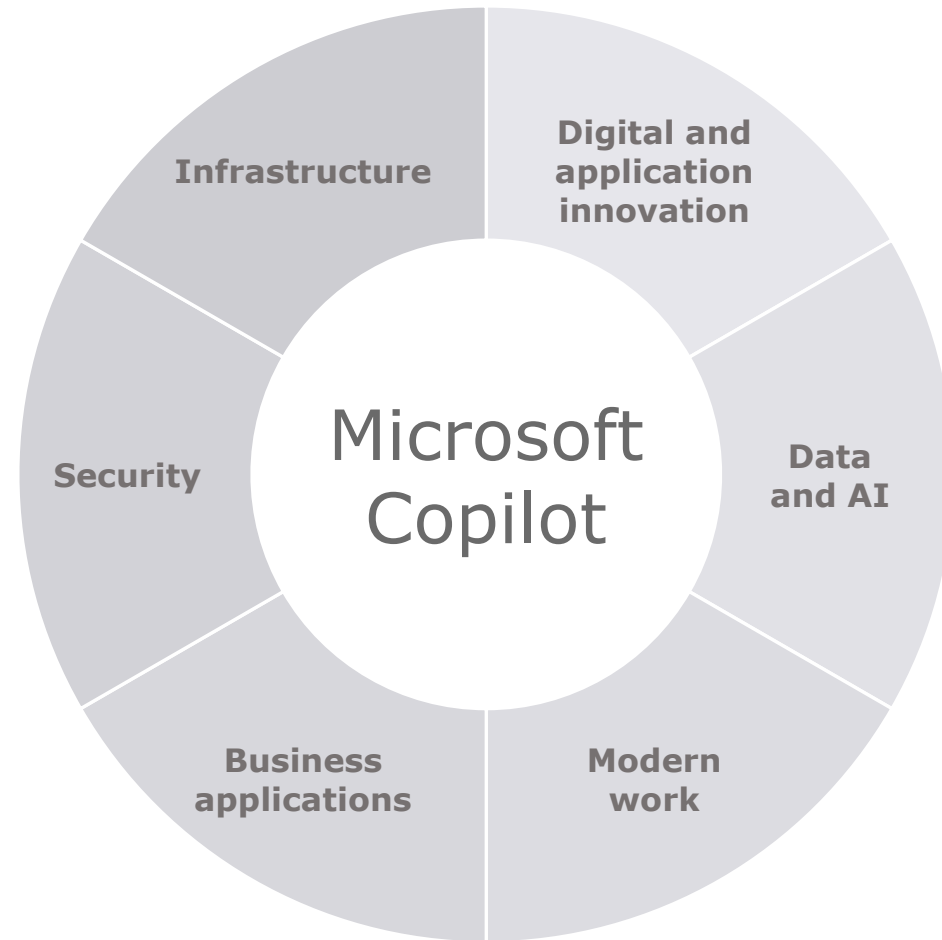 Digital and
application
innovation
Infrastructure
Data
and AI
Security
Microsoft
Copilot
Business
applications
Modern
work